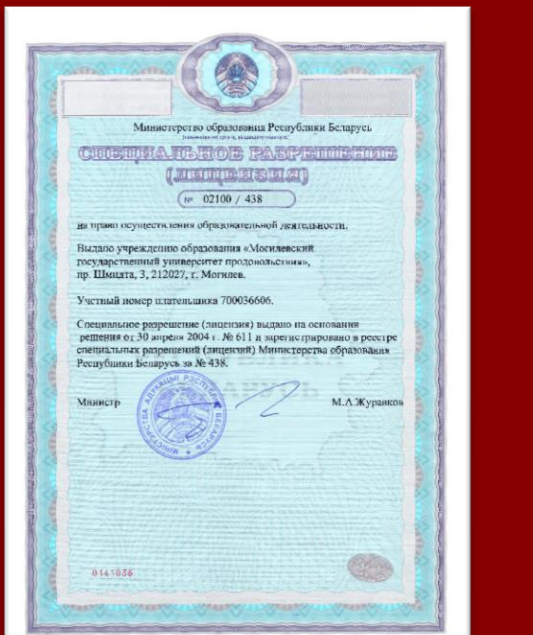 Министерство образования Республики Беларусь
СПЕЦИАЛЬНОЕ РАЗРЕШЕНИЕ
(ЛИЦЕНЗИЯ)
№ 02100 / 438
на право осуществления образовательной деятельности.
Выдано учреждению образования «Могилевский
государственный университет продовольствия»,
пр. Шмидта, 3, 212027, г. Могилев.
Учетный номер плательщика 700036606.
Специальное разрешение (лицензия) выдано на основании
решения от 30 апреля 2004 г. № 611 и зарегистрировано в реестре
специальных разрешений (лицензий) Министерства образования
Республики Беларусь за № 438.
Министр М.А.Журавков